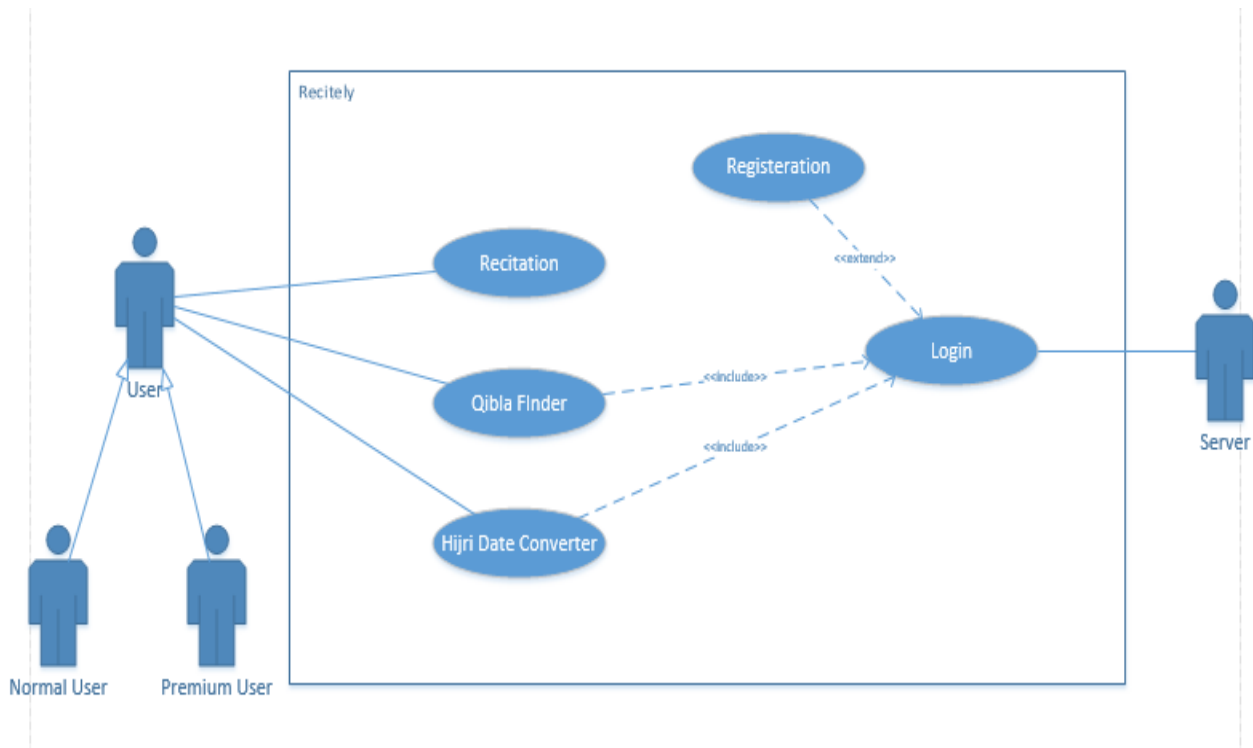 Recitely
Registeration
Recitation
<<extend>>
User
Login
Qibla FInder
<<include>>
Server
<<include>>
Hijri Date Converter
Normal User
Premium User